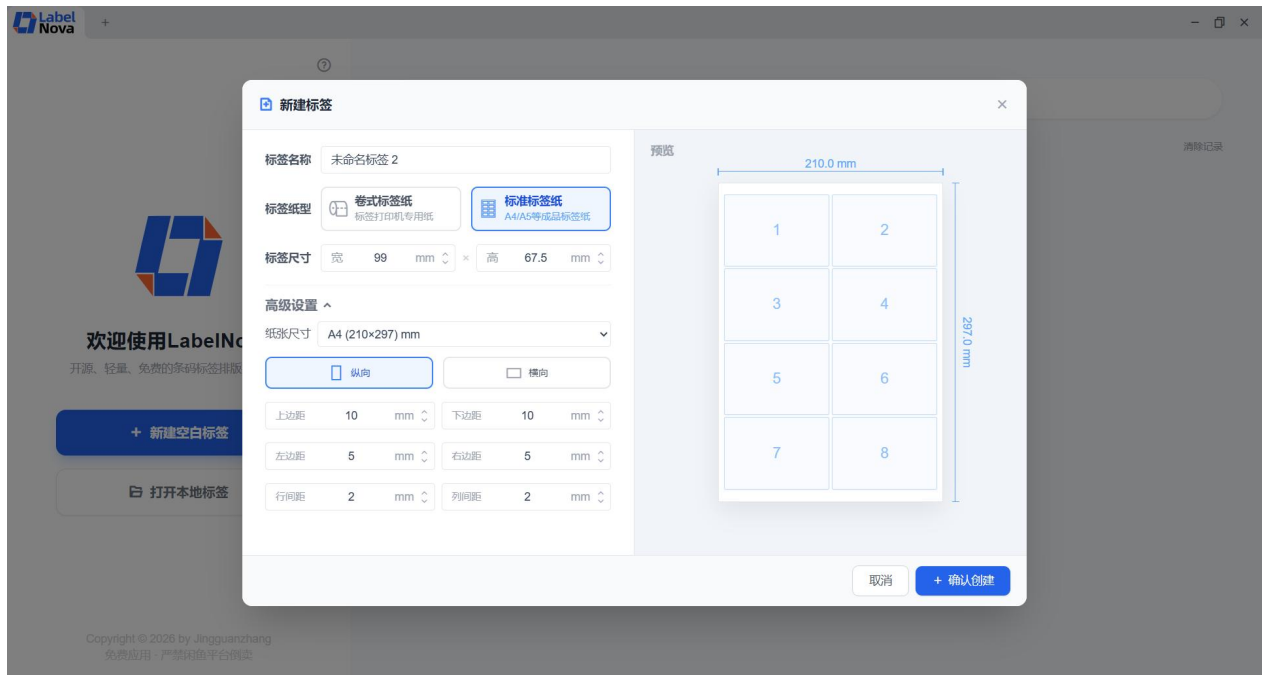 Label
Nova
+
新建标签
标签名称 未命名标签 2
标签纸型 卷式标签纸 标准标签纸
标签打印机专用纸 A4/A5等成品标签纸
标签尺寸 宽 99 mm × 高 67.5 mm
高级设置
纸张尺寸 A4 (210×297) mm
纵向 横向
上边距 10 mm 下边距 10 mm
左边距 5 mm 右边距 5 mm
行间距 2 mm 列间距 2 mm
预览
210.0 mm
1 2
3 4
5 6
7 8
297.0 mm
取消 + 确认创建
清除记录
欢迎使用LabelNo
开源、轻量、免费的条码标签排版
+ 新建空白标签
打开本地标签
Copyright © 2026 by Jingguanzhang
免费应用 - 严禁闲鱼平台倒卖